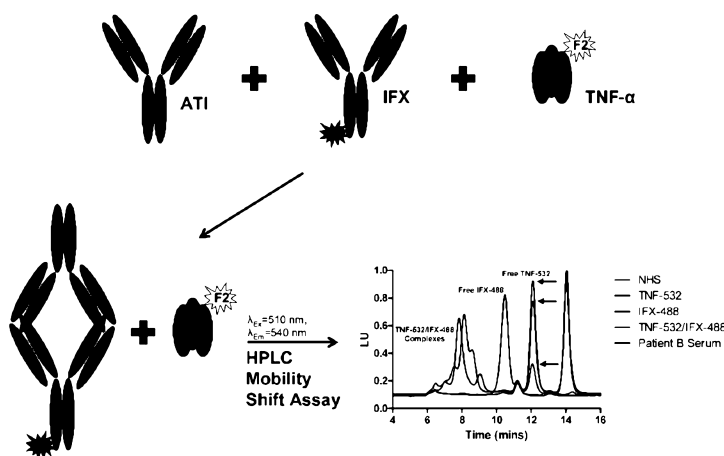 F2
ATI
IFX
TNF-α
F2
λEx=510 nm,
λEm=540 nm
HPLC
Mobility
Shift Assay
Free TNF-532
Free IFX-488
TNF-532/IFX-488
Complexes
LU
1.0
0.8
0.6
0.4
0.2
0.0
4 6 8 10 12 14 16
Time (mins)
NHS
TNF-532
IFX-488
TNF-532/IFX-488
Patient B Serum